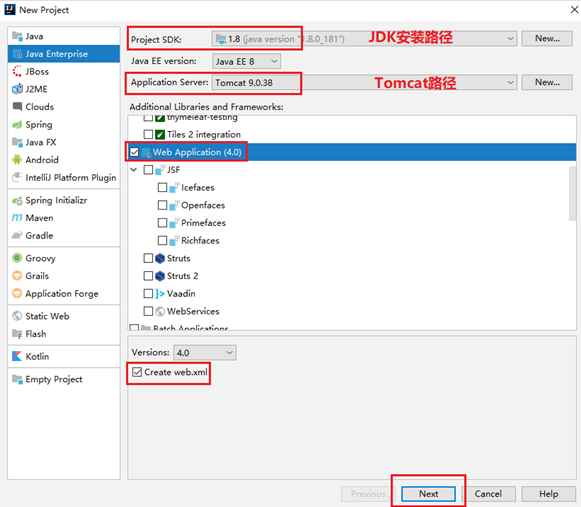 New Project
Java
Java Enterprise
JBoss
J2ME
Clouds
Spring
Java FX
Android
IntelliJ Platform Plugin
Spring Initializr
Maven
Gradle
Groovy
Grails
Application Forge
Static Web
Flash
Kotlin
Empty Project
Project SDK: 1.8 (java version "1.8.0_181") JDK安装路径 New...
Java EE version: Java EE 8
Application Server: Tomcat 9.0.38 Tomcat路径 New...
Additional Libraries and Frameworks:
thymeleaf-testing
Tiles 2 integration
Web Application (4.0)
JSF
Icefaces
Openfaces
Primefaces
Richfaces
Struts
Struts 2
Vaadin
WebServices
Batch Applications
Versions: 4.0
Create web.xml
Previous Next Cancel Help